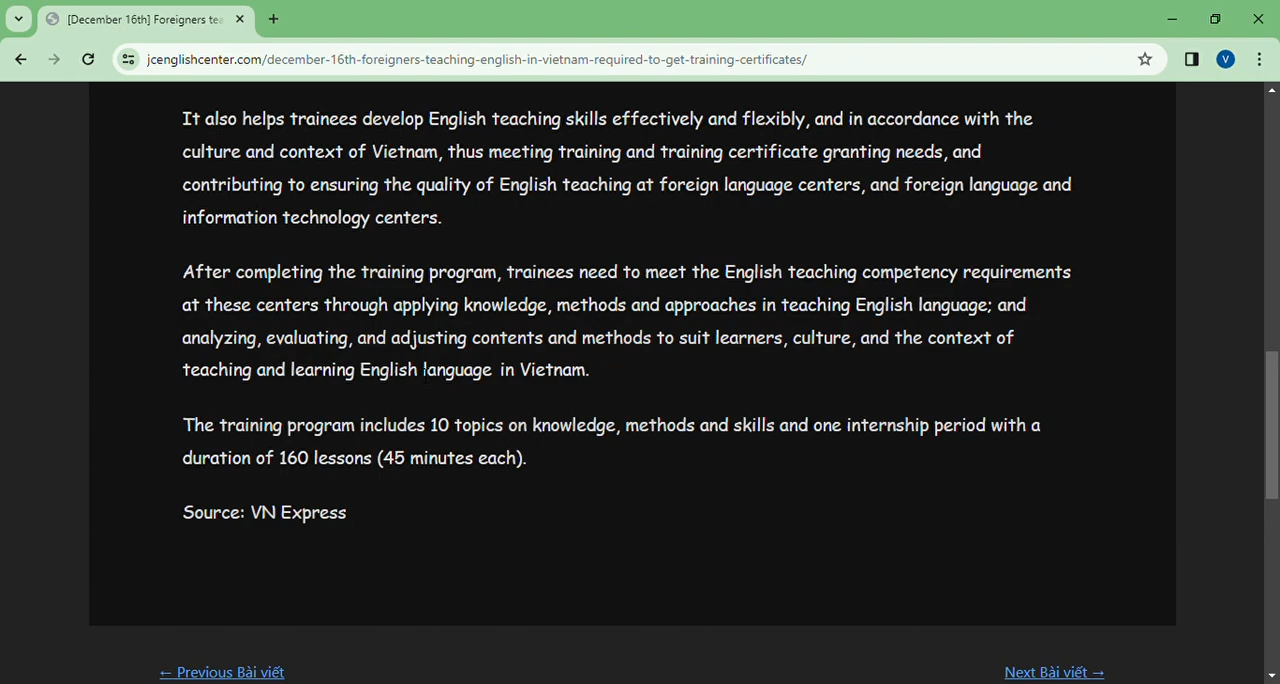 [December 16th] Foreigners tea
jcenglishcenter.com/december-16th-foreigners-teaching-english-in-vietnam-required-to-get-training-certificates/
V
It also helps trainees develop English teaching skills effectively and flexibly, and in accordance with the
culture and context of Vietnam, thus meeting training and training certificate granting needs, and
contributing to ensuring the quality of English teaching at foreign language centers, and foreign language and
information technology centers.
After completing the training program, trainees need to meet the English teaching competency requirements
at these centers through applying knowledge, methods and approaches in teaching English language; and
analyzing, evaluating, and adjusting contents and methods to suit learners, culture, and the context of
teaching and learning English language in Vietnam.
The training program includes 10 topics on knowledge, methods and skills and one internship period with a
duration of 160 lessons (45 minutes each).
Source: VN Express
← Previous Bài viết
Next Bài viết →